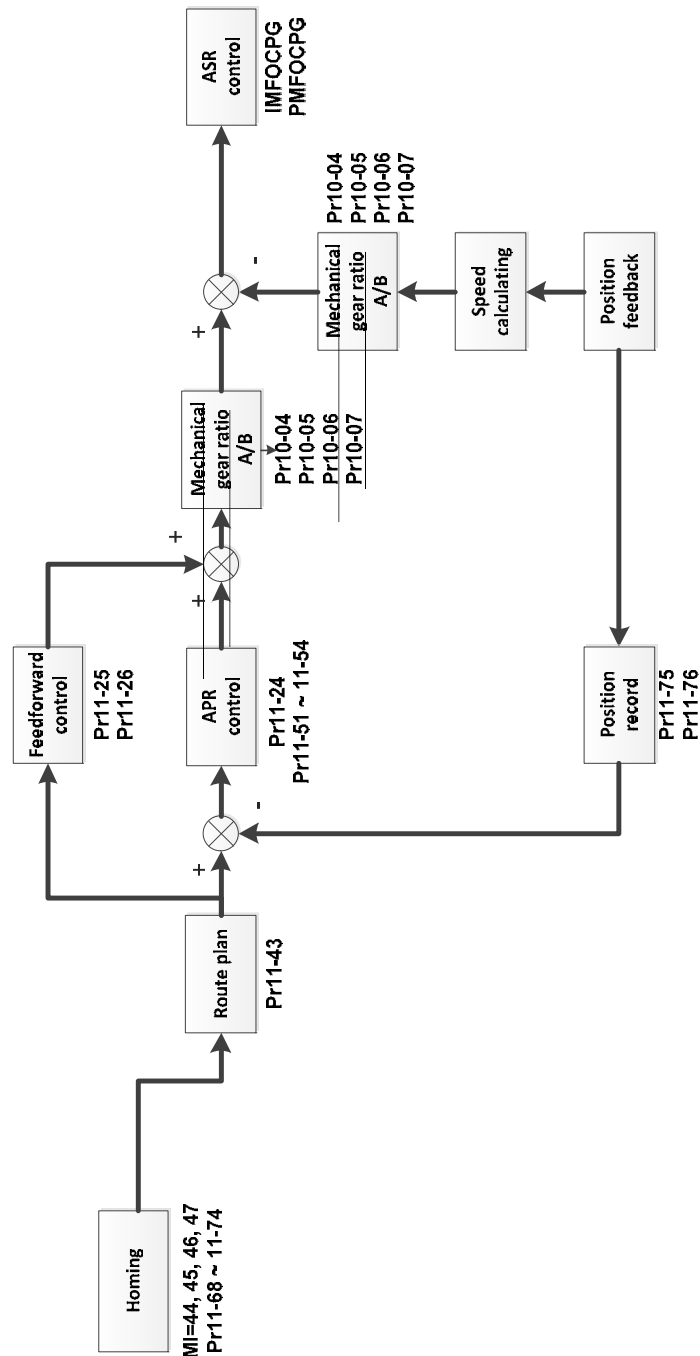 Homing
MI=44, 45, 46, 47
Pr11-68 ~ 11-74
Route plan
Pr11-43
+
-
Feedforward
control
Pr11-25
Pr11-26
APR
control
Pr11-24
Pr11-51 ~ 11-54
+
+
Mechanical
gear ratio
A/B
Pr10-04
Pr10-05
Pr10-06
Pr10-07
+
-
ASR
control
IMFOCPG
PMFOCPG
Mechanical
gear ratio
A/B
Pr10-04
Pr10-05
Pr10-06
Pr10-07
Speed
calculating
Position
feedback
Position
record
Pr11-75
Pr11-76